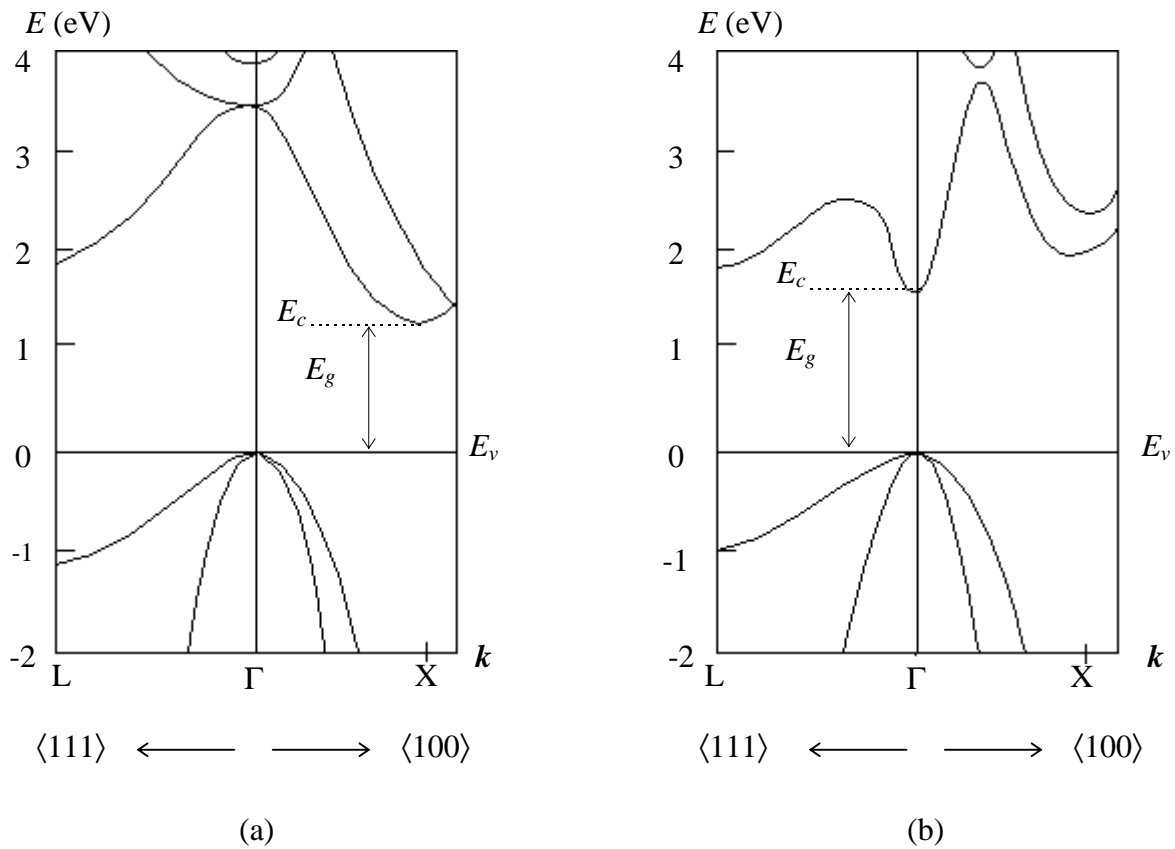 E (eV)
4
3
2
1
0
-1
-2
E_c
E_g
E_v
L
Γ
X
k
⟨111⟩
⟨100⟩
(a)
E (eV)
4
3
2
1
0
-1
-2
E_c
E_g
E_v
L
Γ
X
k
⟨111⟩
⟨100⟩
(b)